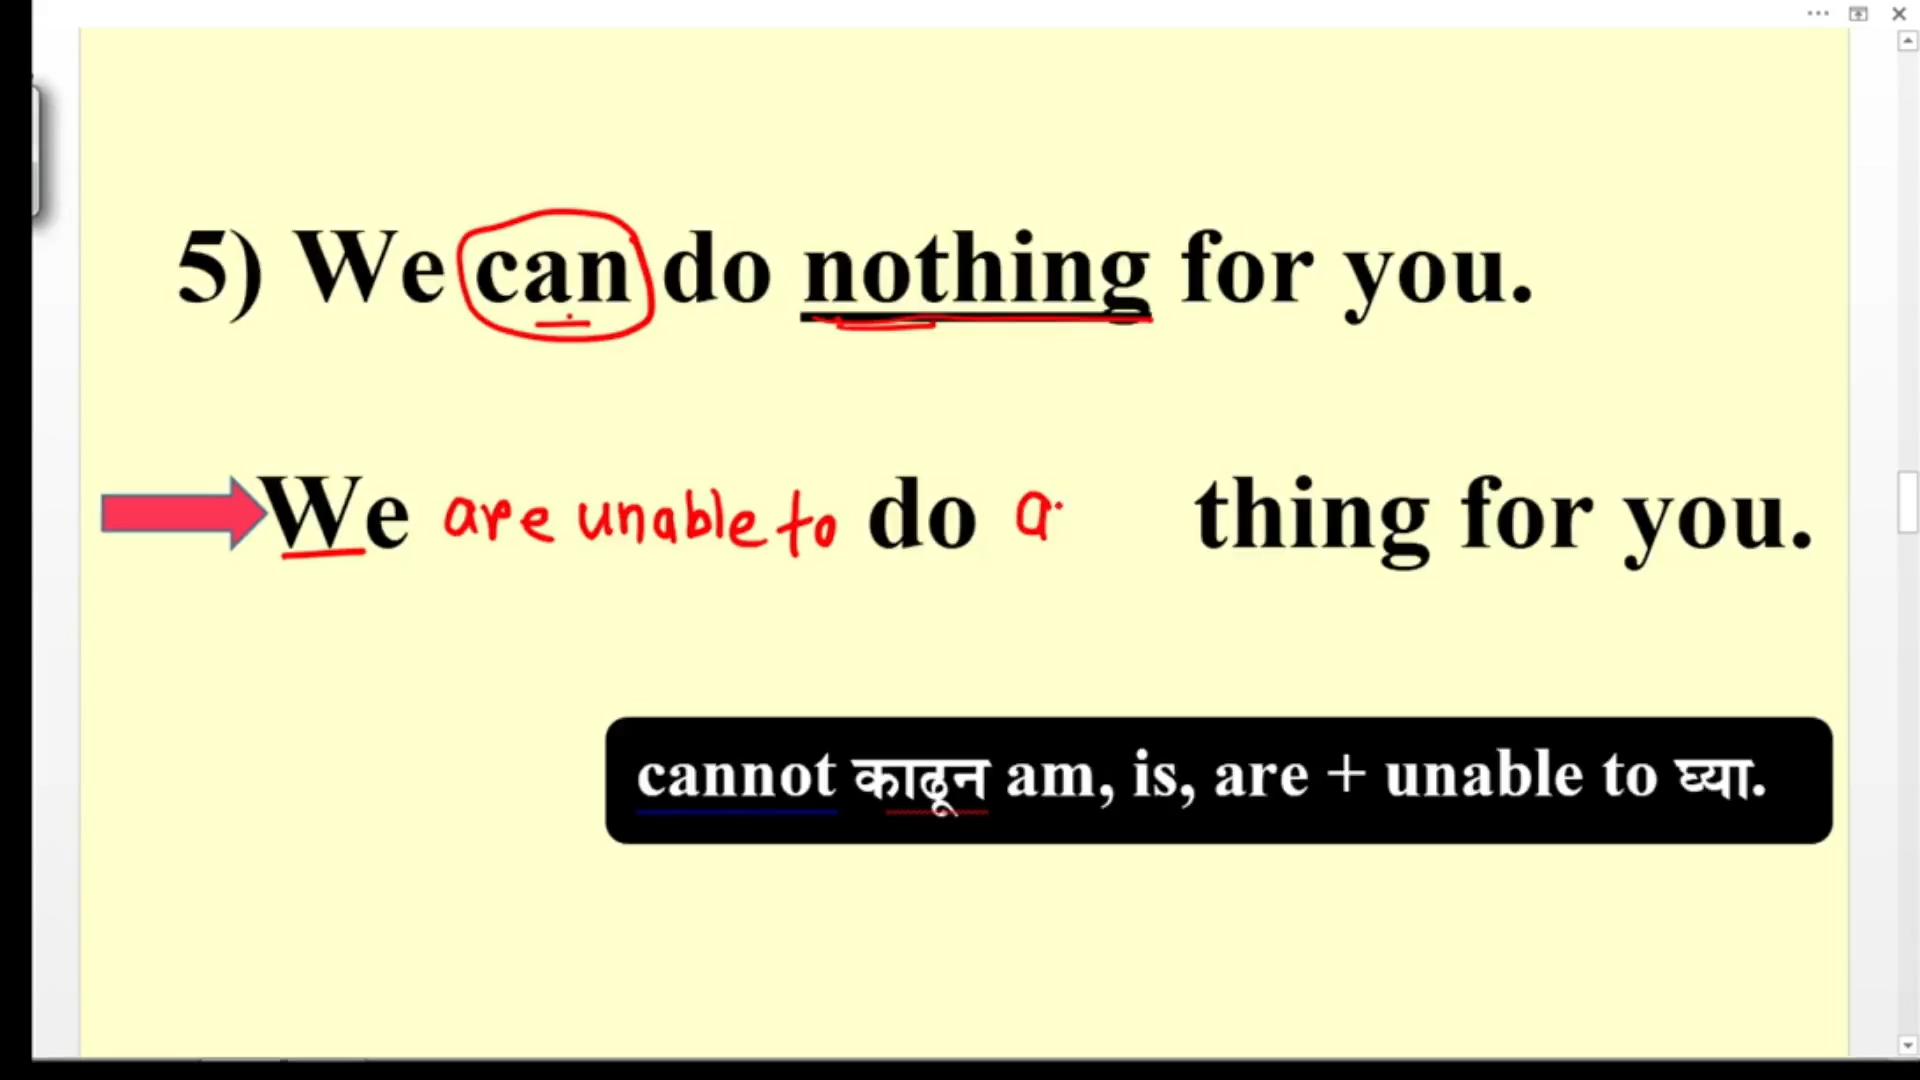 5) We can do nothing for you.
We are unable to do a thing for you.
cannot काढून am, is, are + unable to घ्या.